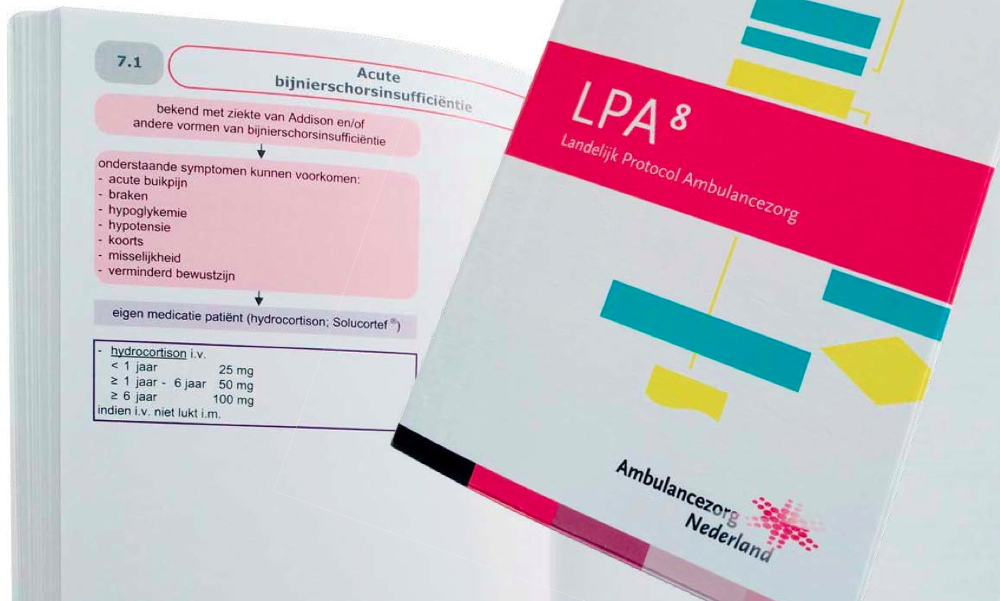 7.1
Acute
bijnierschorsinsufficiëntie
bekend met ziekte van Addison en/of
andere vormen van bijnierschorsinsufficiëntie
onderstaande symptomen kunnen voorkomen:
- acute buikpijn
- braken
- hypoglykemie
- hypotensie
- koorts
- misselijkheid
- verminderd bewustzijn
eigen medicatie patiënt (hydrocortison; Solucortef ®)
- hydrocortison i.v.
< 1 jaar 25 mg
≥ 1 jaar - 6 jaar 50 mg
≥ 6 jaar 100 mg
indien i.v. niet lukt i.m.
LPA 8
Landelijk Protocol Ambulancezorg
Ambulancezorg
Nederland